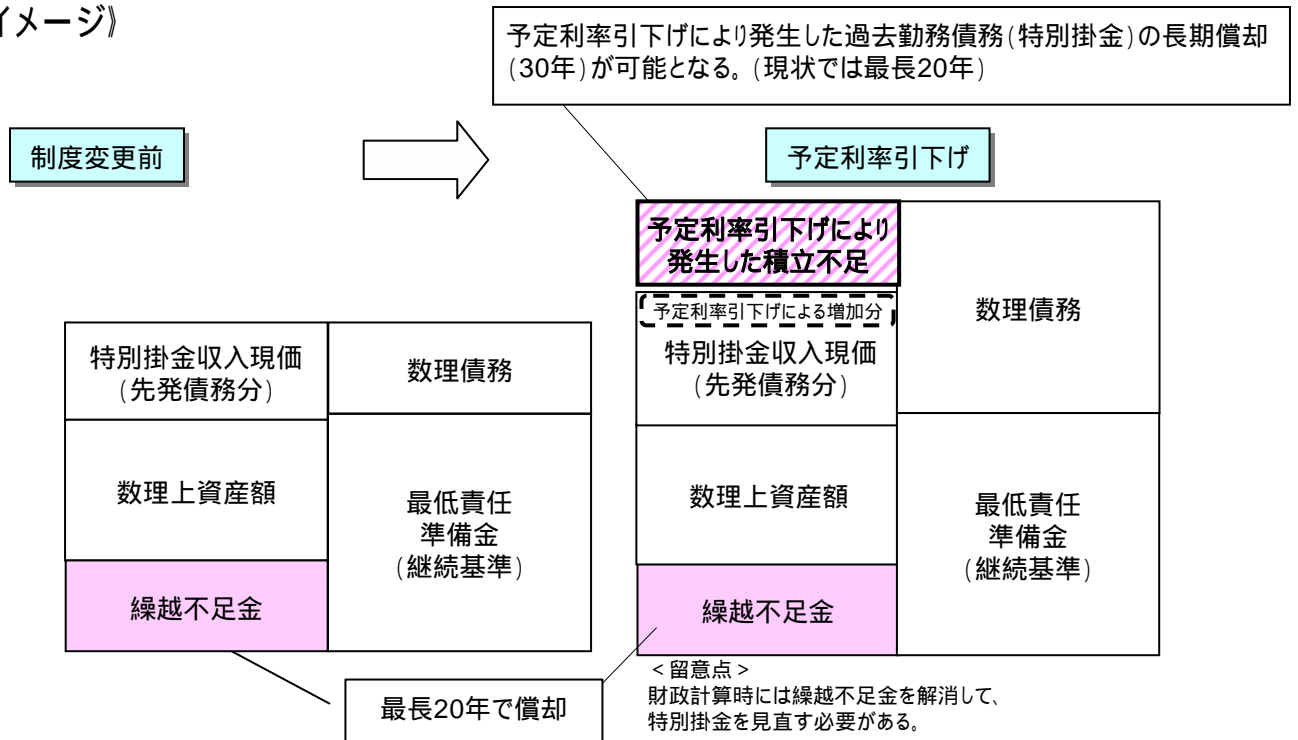 イメージ》
予定利率引下げにより発生した過去勤務債務(特別掛金)の長期償却
(30年)が可能となる。(現状では最長20年)
制度変更前
予定利率引下げ
予定利率引下げにより
発生した積立不足
予定利率引下げによる増加分
特別掛金収入現価
(先発債務分)
数理債務
特別掛金収入現価
(先発債務分)
数理債務
数理上資産額
最低責任
準備金
(継続基準)
数理上資産額
最低責任
準備金
(継続基準)
繰越不足金
繰越不足金
最長20年で償却
<留意点>
財政計算時には繰越不足金を解消して、
特別掛金を見直す必要がある。